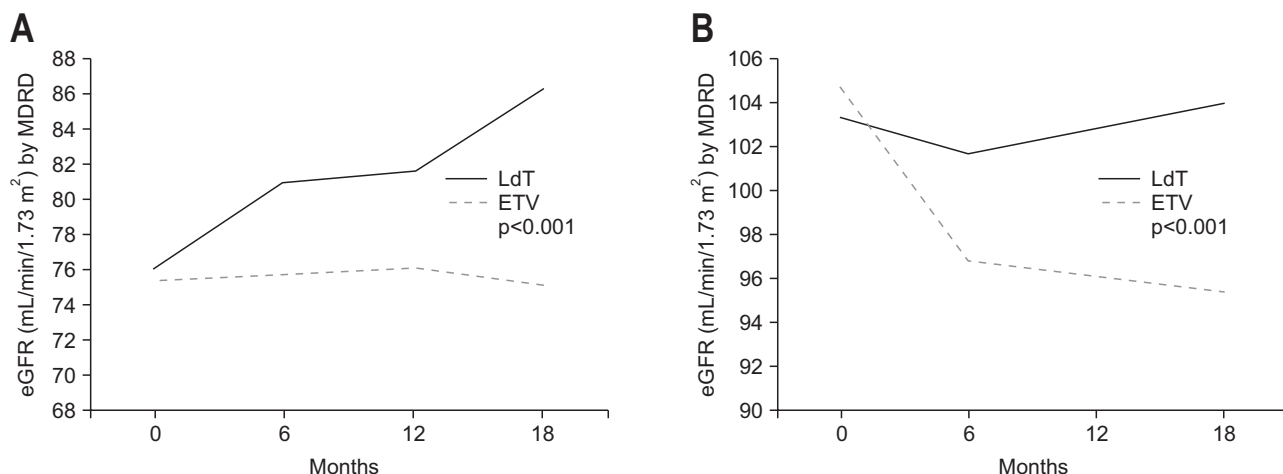 A
eGFR (mL/min/1.73 m²) by MDRD
88
86
84
82
80
78
76
74
72
70
68
LdT
ETV
p<0.001
0 6 12 18
Months
B
eGFR (mL/min/1.73 m²) by MDRD
106
104
102
100
98
96
94
92
90
LdT
ETV
p<0.001
0 6 12 18
Months